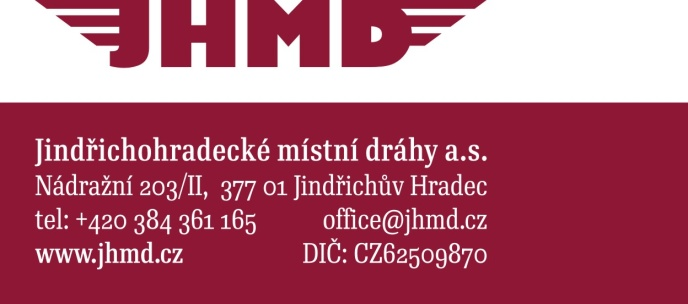 JHMD
Jindřichohradecké místní dráhy a.s.
Nádražní 203/II, 377 01 Jindřichův Hradec
tel: +420 384 361 165 office@jhmd.cz
www.jhmd.cz DIČ: CZ62509870